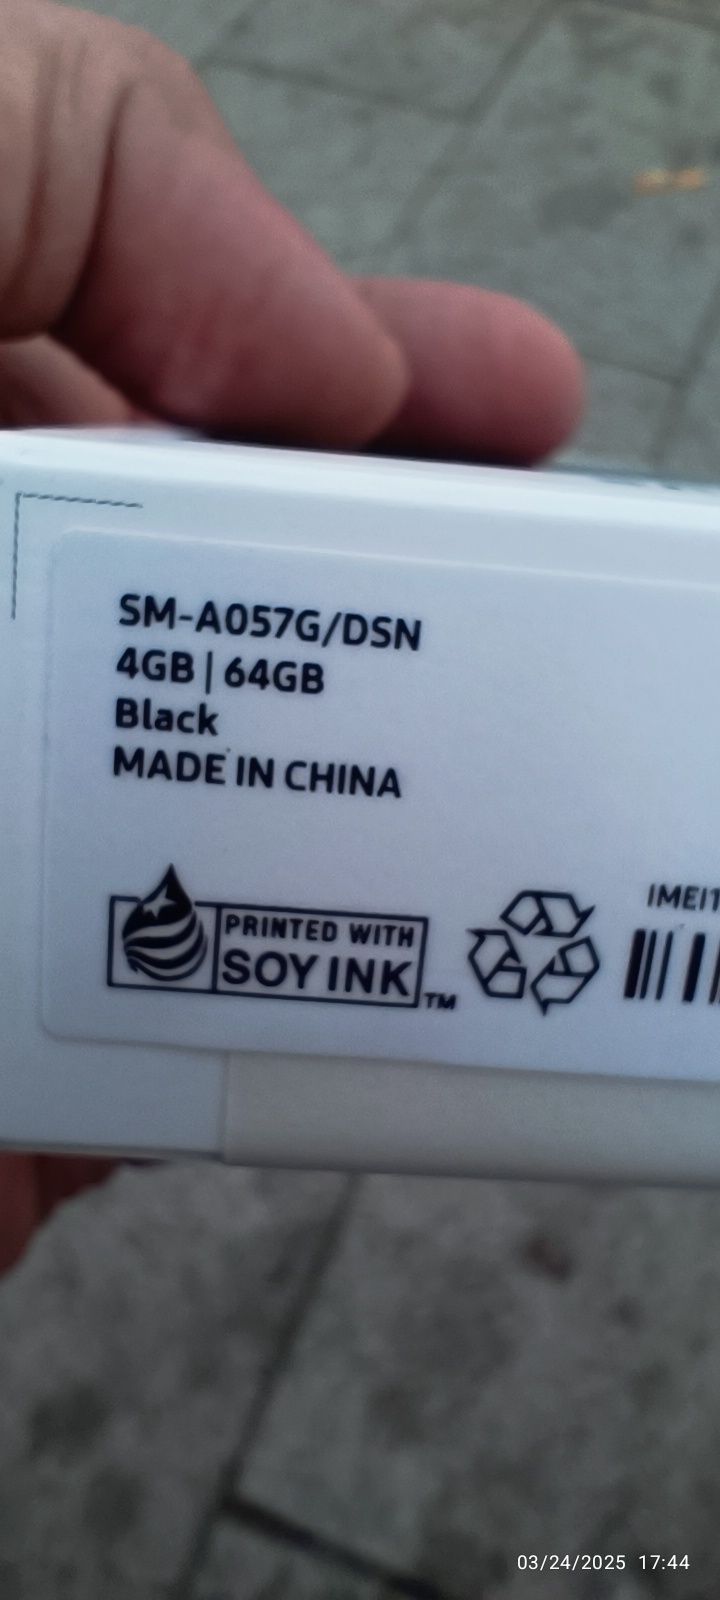 SM-A057G/DSN
4GB | 64GB
Black
MADE IN CHINA
PRINTED WITH
SOY INK
TM
03/24/2025 17:44